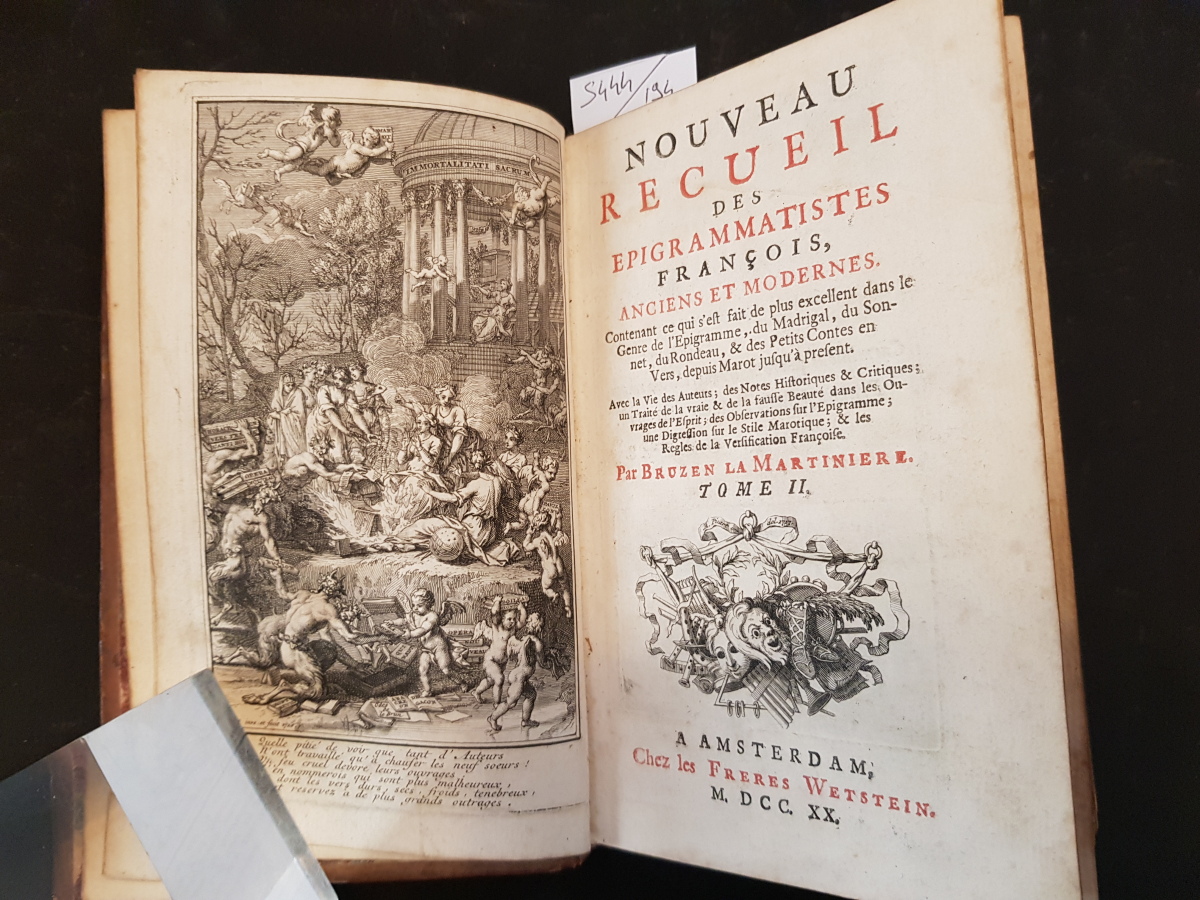 S444/194
IMMORTALITATI SACRUM
OPERA
Quelle pitié de voir que tant d'Auteurs
N'ont travaillé qu'à chaufer les neuf soeurs!
feu cruel devore leurs ouvrages
en nommerois qui sont plus malheureux,
dont les vers durs, secs, froids, tenebreux,
reservez a de plus grands outrages.
NOUVEAU
RECUEIL
DES
EPIGRAMMATISTES
FRANÇOIS,
ANCIENS ET MODERNES.
Contenant ce qui s'est fait de plus excellent dans le
Genre de l'Epigramme, du Madrigal, du Son-
net, du Rondeau, & des Petits Contes en
Vers, depuis Marot jusqu'à present.
Avec la Vie des Auteurs; des Notes Historiques & Critiques;
un Traité de la vraie & de la fausse Beauté dans les Ou-
vrages de l'Esprit; des Observations sur l'Epigramme;
une Digression sur le Stile Marotique; & les
Regles de la Versification Françoise.
Par BRUZEN LA MARTINIERE.
TOME II.
A AMSTERDAM,
Chez les FRERES WETSTEIN.
M. DCC. XX.